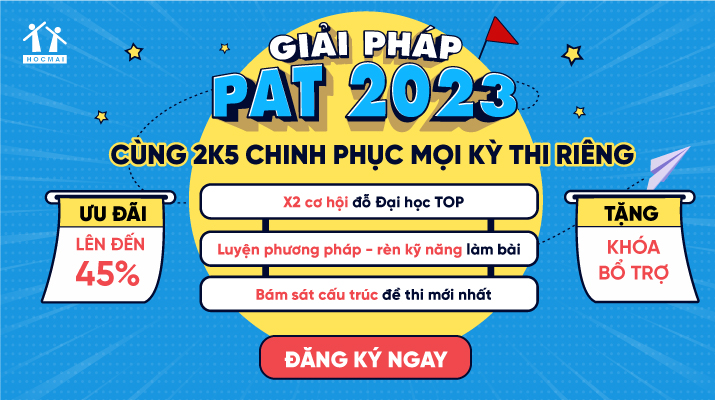 HOCMAI
GIẢI PHÁP
PAT 2023
CÙNG 2K5 CHINH PHỤC MỌI KỲ THI RIÊNG
ƯU ĐÃI
LÊN ĐẾN
45%
X2 cơ hội đỗ Đại học TOP
Luyện phương pháp - rèn kỹ năng làm bài
Bám sát cấu trúc đề thi mới nhất
TẶNG
KHÓA
BỔ TRỢ
ĐĂNG KÝ NGAY